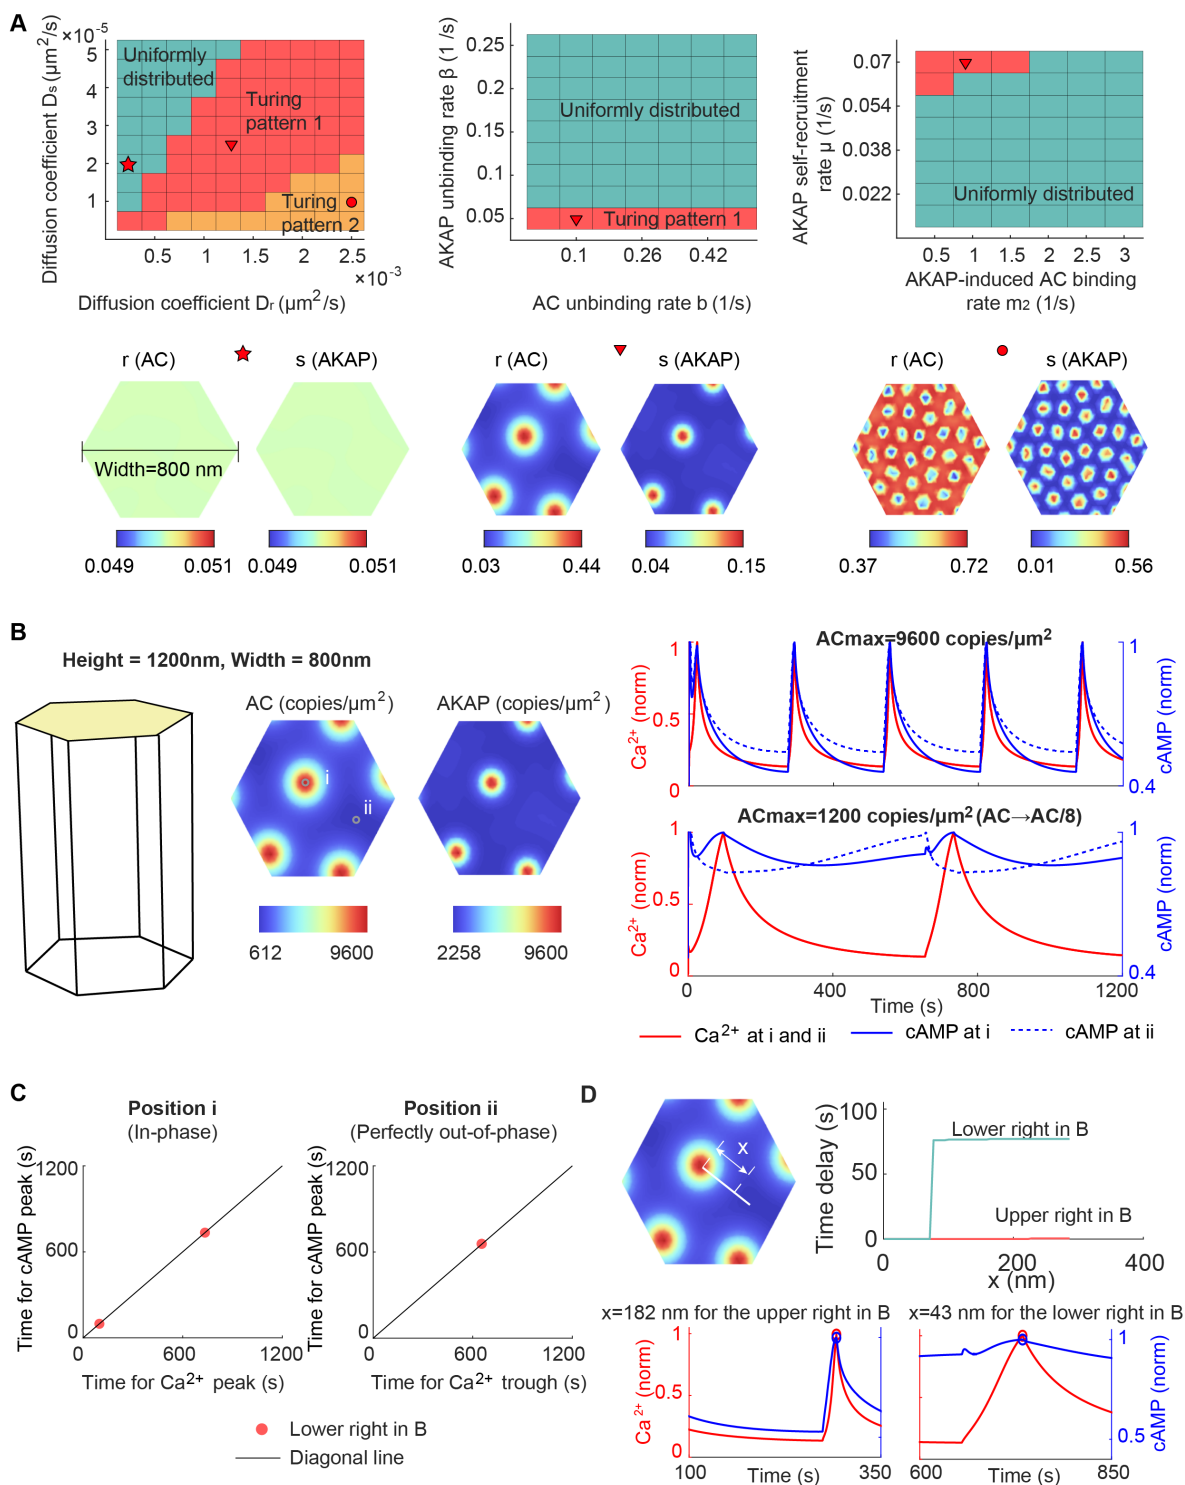 A
×10⁻⁵
Diffusion coefficient Dₛ (μm²/s)
5
4
3
2
1
Uniformly
distributed
Turing
pattern 1
Turing
pattern 2
0.5
1
1.5
2
2.5
×10⁻³
Diffusion coefficient Dᵣ (μm²/s)
AKAP unbinding rate β (1 /s)
0.25
0.2
0.15
0.1
0.05
Uniformly distributed
Turing pattern 1
0.1
0.26
0.42
AC unbinding rate b (1/s)
AKAP self-recruitment
rate μ (1/s)
0.07
0.054
0.038
0.022
Uniformly distributed
0.5
1
1.5
2
2.5
3
AKAP-induced AC binding
rate m₂ (1/s)
r (AC)
s (AKAP)
r (AC)
s (AKAP)
r (AC)
s (AKAP)
Width=800 nm
0.049
0.051
0.049
0.051
0.03
0.44
0.04
0.15
0.37
0.72
0.01
0.56
B
Height = 1200nm, Width = 800nm
AC (copies/μm²)
AKAP (copies/μm²)
i
ii
612
9600
2258
9600
ACmax=9600 copies/μm²
Ca²⁺ (norm)
1
0.5
0
1
0.4
cAMP (norm)
ACmax=1200 copies/μm² (AC→AC/8)
Ca²⁺ (norm)
1
0.5
0
1
0.4
cAMP (norm)
0
400
800
1200
Time (s)
Ca²⁺ at i and ii
cAMP at i
cAMP at ii
C
Position i
(In-phase)
Time for cAMP peak (s)
1200
600
0
0
600
1200
Time for Ca²⁺ peak (s)
Position ii
(Perfectly out-of-phase)
Time for cAMP peak (s)
1200
600
0
0
600
1200
Time for Ca²⁺ trough (s)
Lower right in B
Diagonal line
D
x
Time delay (s)
100
50
0
Lower right in B
Upper right in B
0
200
400
x (nm)
x=182 nm for the upper right in B
Ca²⁺ (norm)
1
0.5
0
100
350
Time (s)
x=43 nm for the lower right in B
1
0.5
cAMP (norm)
600
850
Time (s)